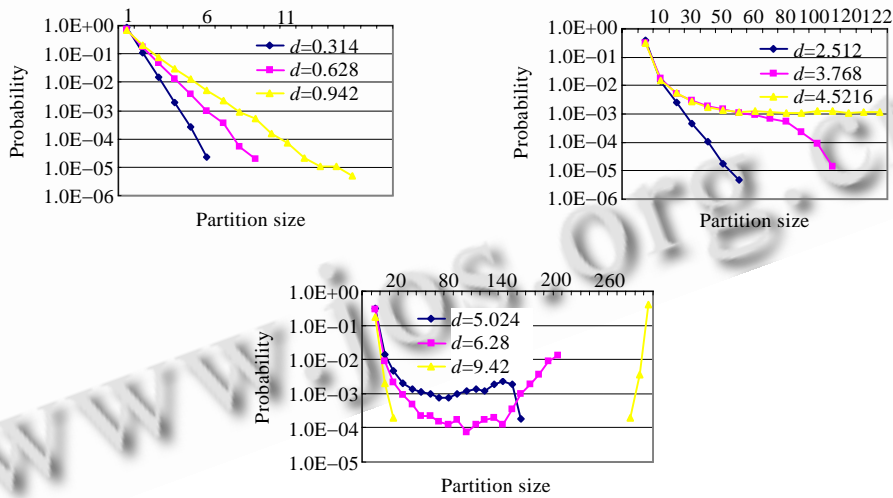 1 6 11
1.0E+00
1.0E−01
1.0E−02
1.0E−03
1.0E−04
1.0E−05
1.0E−06
Probability
d=0.314
d=0.628
d=0.942
Partition size
10 30 40 50 60 80 100 120 122
1.0E+00
1.0E−01
1.0E−02
1.0E−03
1.0E−04
1.0E−05
1.0E−06
Probability
d=2.512
d=3.768
d=4.5216
Partition size
20 80 140 200 260
1.0E+00
1.0E−01
1.0E−02
1.0E−03
1.0E−04
1.0E−05
Probability
d=5.024
d=6.28
d=9.42
Partition size
www.jos.org.c